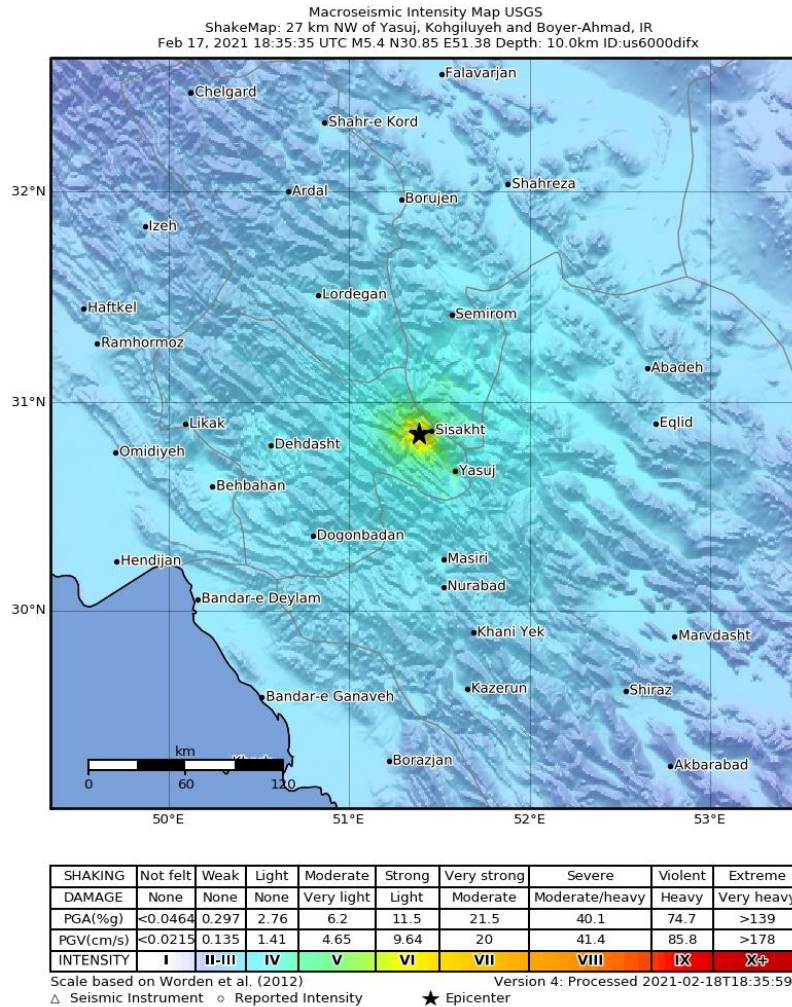 Macroseismic Intensity Map USGS
ShakeMap: 27 km NW of Yasuj, Kohgiluyeh and Boyer-Ahmad, IR
Feb 17, 2021 18:35:35 UTC M5.4 N30.85 E51.38 Depth: 10.0km ID:us6000difx
Falavarjan
Chelgard
Shahr-e Kord
32°N
Ardal
Borujen
Shahreza
Izeh
Lordegan
Haftkel
Semirom
Ramhormoz
Abadeh
31°N
Likak
Sisakht
Eqlid
Omidiyeh
Dehdasht
Yasuj
Behbahan
Dogonbadan
Hendijan
Masiri
Nurabad
30°N
Bandar-e Deylam
Khani Yek
Marvdasht
Bandar-e Ganaveh
Kazerun
Shiraz
km
Borazjan
Akbarabad
0 60 120
50°E 51°E 52°E 53°E
SHAKING Not felt Weak Light Moderate Strong Very strong Severe Violent Extreme
DAMAGE None None None Very light Light Moderate Moderate/heavy Heavy Very heavy
PGA(%g) <0.0464 0.297 2.76 6.2 11.5 21.5 40.1 74.7 >139
PGV(cm/s) <0.0215 0.135 1.41 4.65 9.64 20 41.4 85.8 >178
INTENSITY I II-III IV V VI VII VIII IX X+
Scale based on Worden et al. (2012) Version 4: Processed 2021-02-18T18:35:59
△ Seismic Instrument ○ Reported Intensity ★ Epicenter